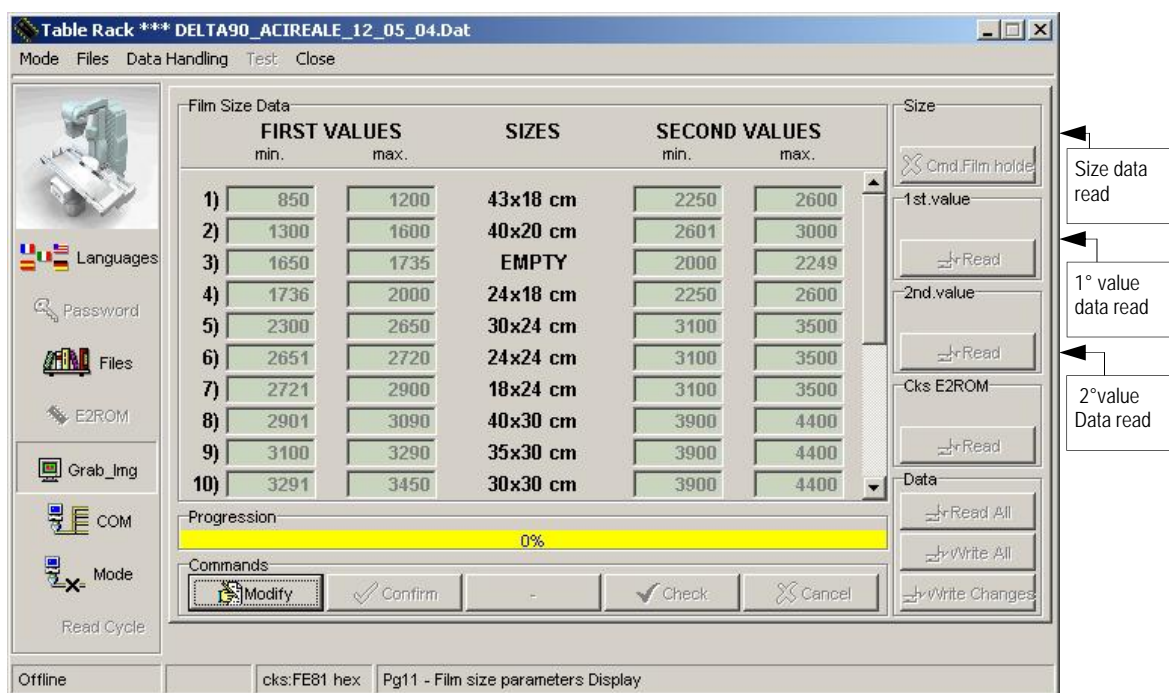 Table Rack *** DELTA90_ACIREALE_12_05_04.Dat
Mode Files Data Handling Test Close
Film Size Data
FIRST VALUES SIZES SECOND VALUES
min. max. min. max.
1) 850 1200 43x18 cm 2250 2600
2) 1300 1600 40x20 cm 2601 3000
3) 1650 1735 EMPTY 2000 2249
4) 1736 2000 24x18 cm 2250 2600
5) 2300 2650 30x24 cm 3100 3500
6) 2651 2720 24x24 cm 3100 3500
7) 2721 2900 18x24 cm 3100 3500
8) 2901 3090 40x30 cm 3900 4400
9) 3100 3290 35x30 cm 3900 4400
10) 3291 3450 30x30 cm 3900 4400
Languages
Password
Files
E2ROM
Grab_Img
COM
Mode
Read Cycle
Progression
0%
Commands
Modify Confirm - Check Cancel
Size
Cmd.Film holde
1st.value
Read
2nd.value
Read
Cks E2ROM
Read
Data
Read All
Write All
Write Changes
Offline cks:FE81 hex Pg11 - Film size parameters Display
Size data
read
1° value
data read
2°value
Data read